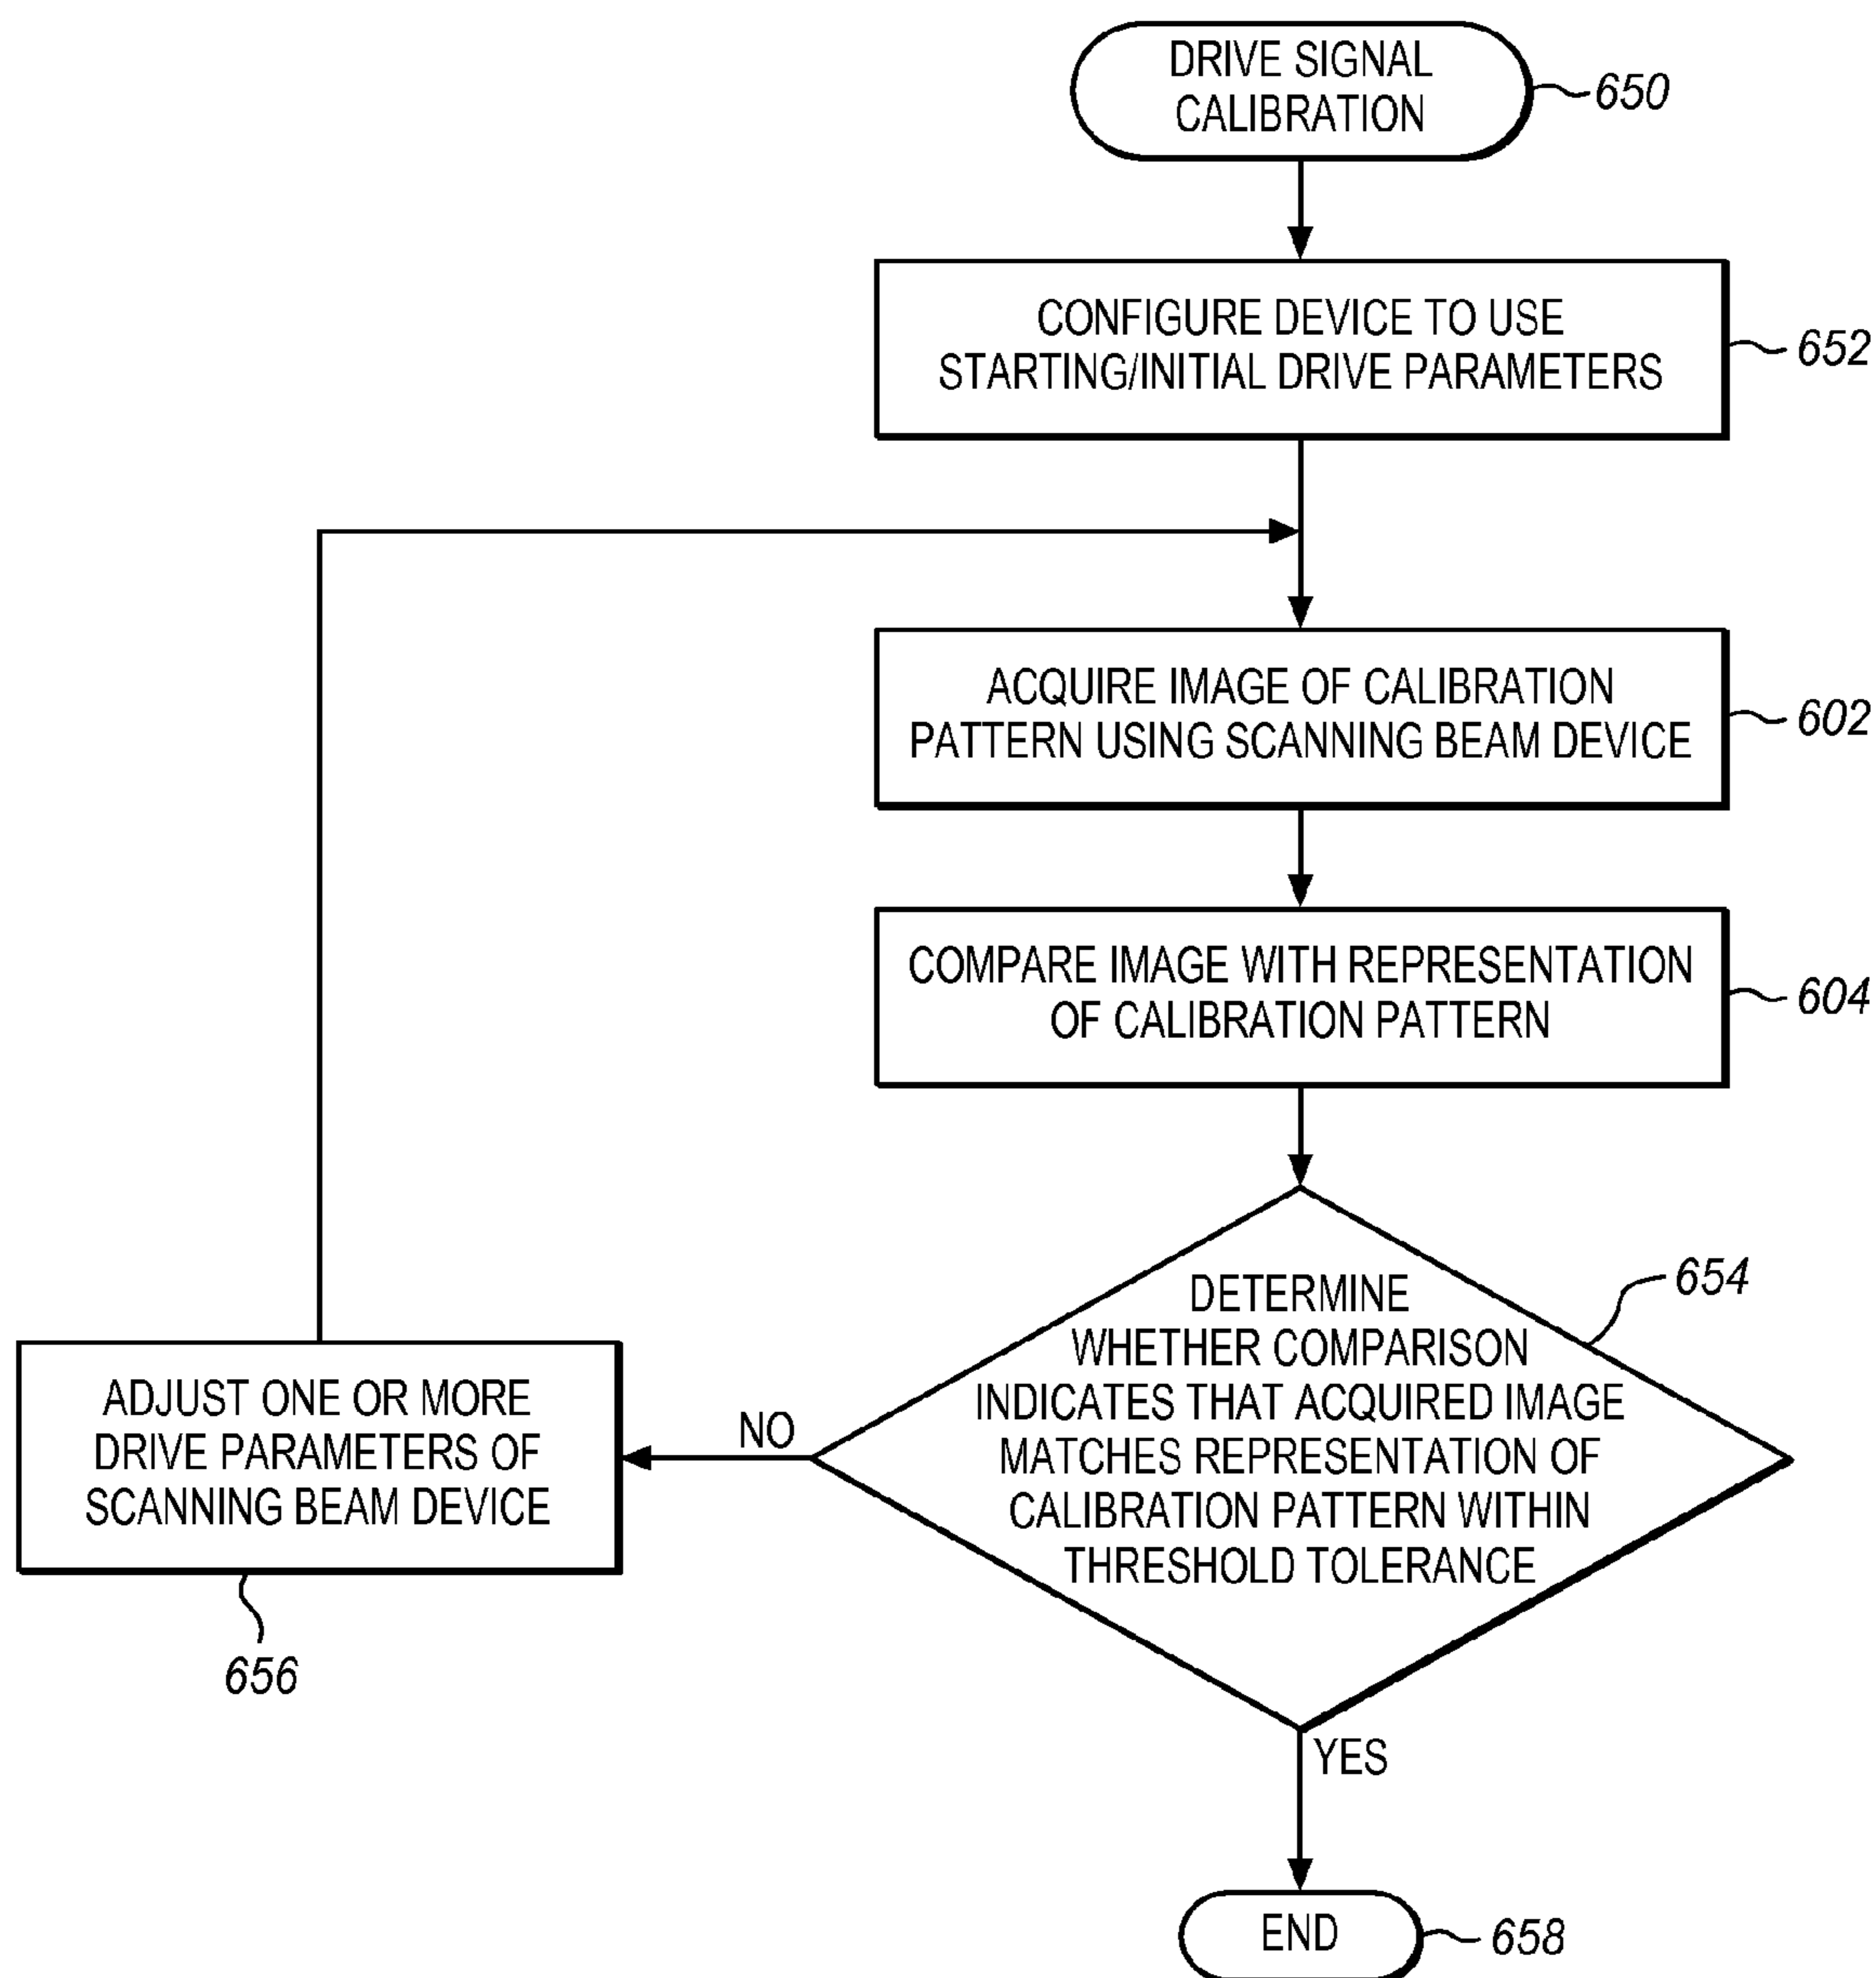 DRIVE SIGNAL
CALIBRATION
650
CONFIGURE DEVICE TO USE
STARTING/INITIAL DRIVE PARAMETERS
652
ACQUIRE IMAGE OF CALIBRATION
PATTERN USING SCANNING BEAM DEVICE
602
COMPARE IMAGE WITH REPRESENTATION
OF CALIBRATION PATTERN
604
DETERMINE
WHETHER COMPARISON
INDICATES THAT ACQUIRED IMAGE
MATCHES REPRESENTATION OF
CALIBRATION PATTERN WITHIN
THRESHOLD TOLERANCE
654
NO
ADJUST ONE OR MORE
DRIVE PARAMETERS OF
SCANNING BEAM DEVICE
656
YES
END
658